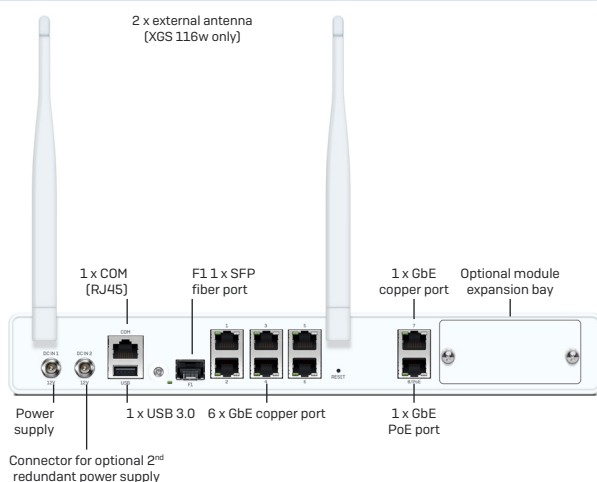 2 x external antenna
(XGS 116w only)
1 x COM
(RJ45)
F1 1 x SFP
fiber port
1 x GbE
copper port
Optional module
expansion bay
COM
1
3
5
7
DC IN 1
DC IN 2
12V
12V
USB
F1
2
4
6
RESET
8/PoE
Power
supply
1 x USB 3.0
6 x GbE copper port
1 x GbE
PoE port
Connector for optional 2nd
redundant power supply